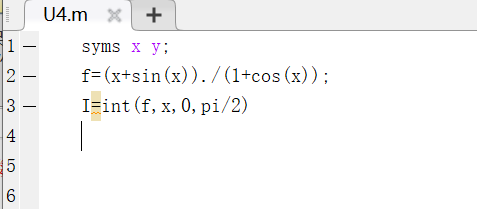 U4.m
1 — syms x y;
2 — f=(x+sin(x))./(1+cos(x));
3 — I=int(f,x,0,pi/2)
4
5
6